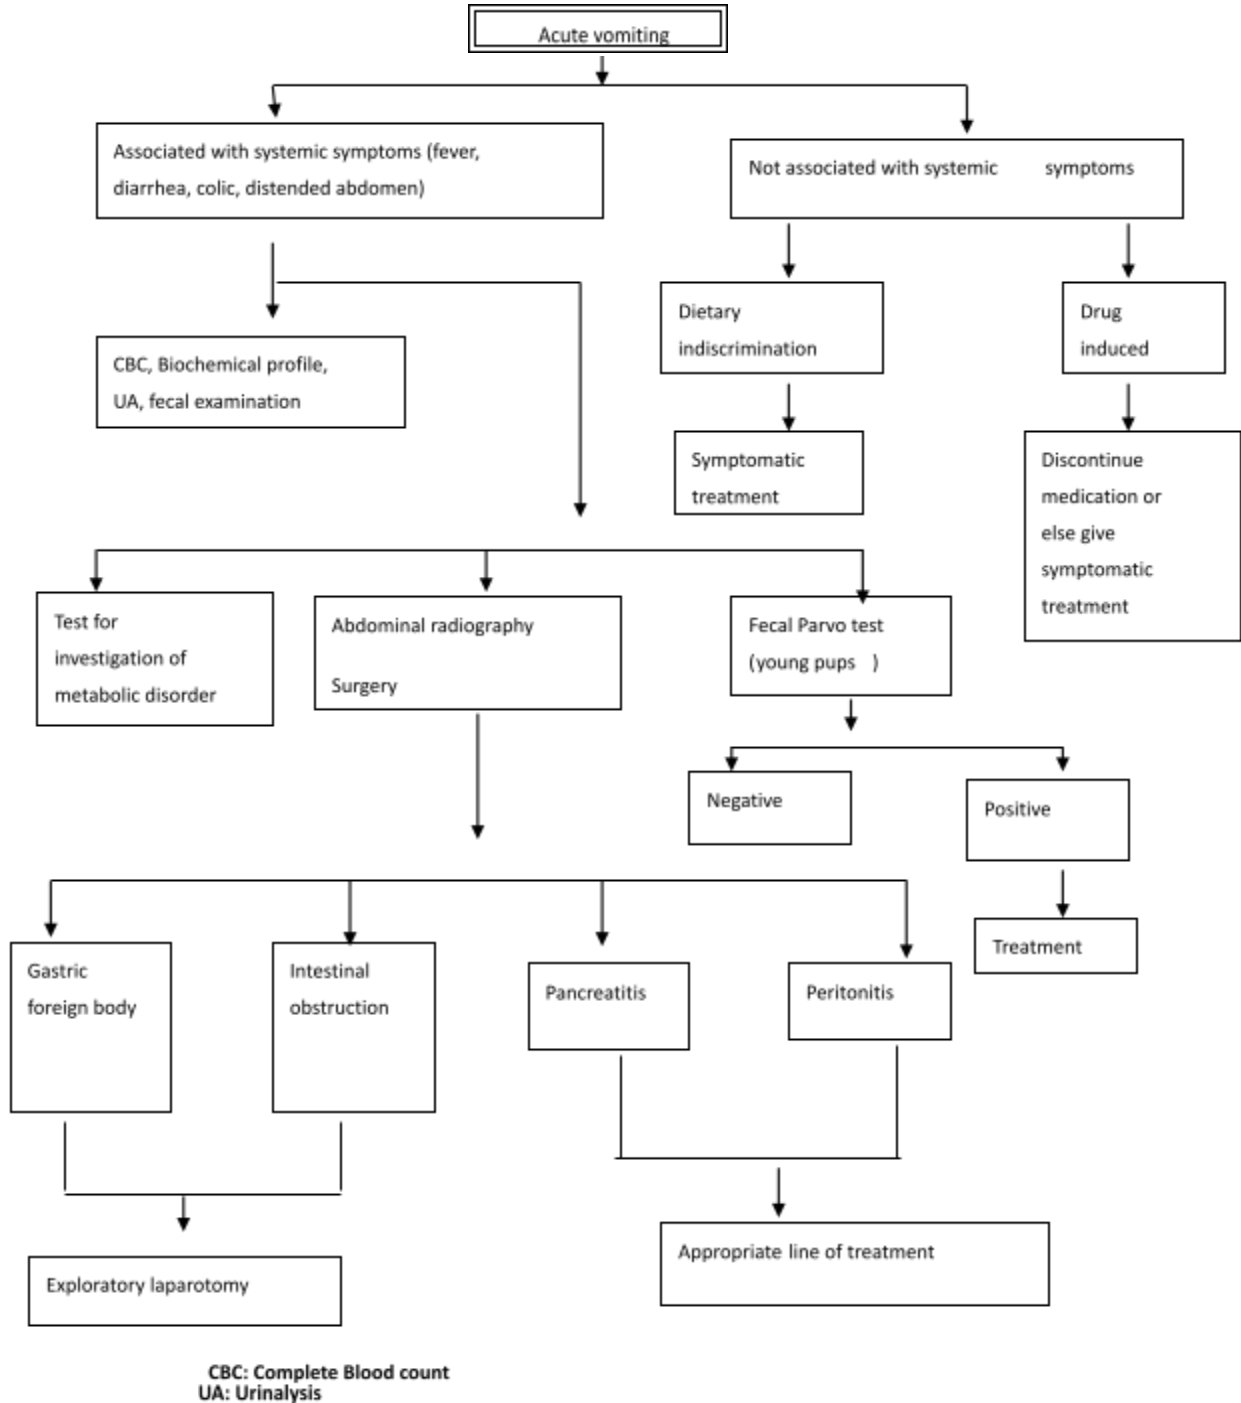 Acute vomiting
Associated with systemic symptoms (fever,
diarrhea, colic, distended abdomen)
Not associated with systemic symptoms
CBC, Biochemical profile,
UA, fecal examination
Dietary
indiscrimination
Drug
induced
Symptomatic
treatment
Discontinue
medication or
else give
symptomatic
treatment
Test for
investigation of
metabolic disorder
Abdominal radiography
Surgery
Fecal Parvo test
(young pups )
Negative
Positive
Treatment
Gastric
foreign body
Intestinal
obstruction
Pancreatitis
Peritonitis
Exploratory laparotomy
Appropriate line of treatment
CBC: Complete Blood count
UA: Urinalysis